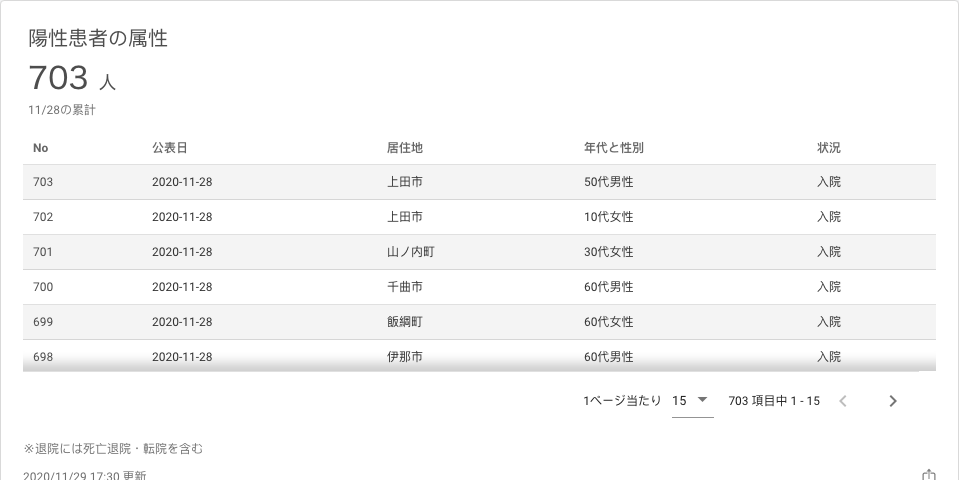 陽性患者の属性
703 人
11/28の累計
No 公表日 居住地 年代と性別 状況
703 2020-11-28 上田市 50代男性 入院
702 2020-11-28 上田市 10代女性 入院
701 2020-11-28 山ノ内町 30代女性 入院
700 2020-11-28 千曲市 60代男性 入院
699 2020-11-28 飯綱町 60代女性 入院
698 2020-11-28 伊那市 60代男性 入院
1ページ当たり 15 703 項目中 1 - 15
※退院には死亡退院・転院を含む
2020/11/29 17:30 更新